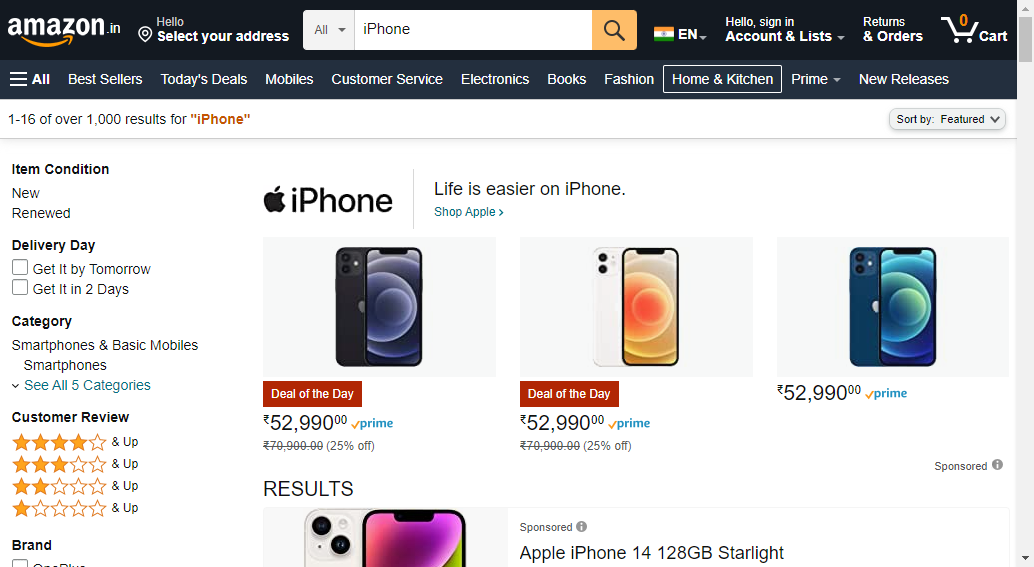 amazon.in
Hello
Select your address
All
iPhone
EN
Hello, sign in
Account & Lists
Returns
& Orders
0
Cart
All
Best Sellers
Today's Deals
Mobiles
Customer Service
Electronics
Books
Fashion
Home & Kitchen
Prime
New Releases
1-16 of over 1,000 results for "iPhone"
Sort by: Featured
Item Condition
New
Renewed
Delivery Day
Get It by Tomorrow
Get It in 2 Days
Category
Smartphones & Basic Mobiles
Smartphones
See All 5 Categories
Customer Review
& Up
& Up
& Up
& Up
Brand
OnePlus
iPhone
Life is easier on iPhone.
Shop Apple ›
Deal of the Day
₹52,99000 prime
₹70,900.00 (25% off)
Deal of the Day
₹52,99000 prime
₹70,900.00 (25% off)
₹52,99000 prime
Sponsored
RESULTS
Sponsored
Apple iPhone 14 128GB Starlight